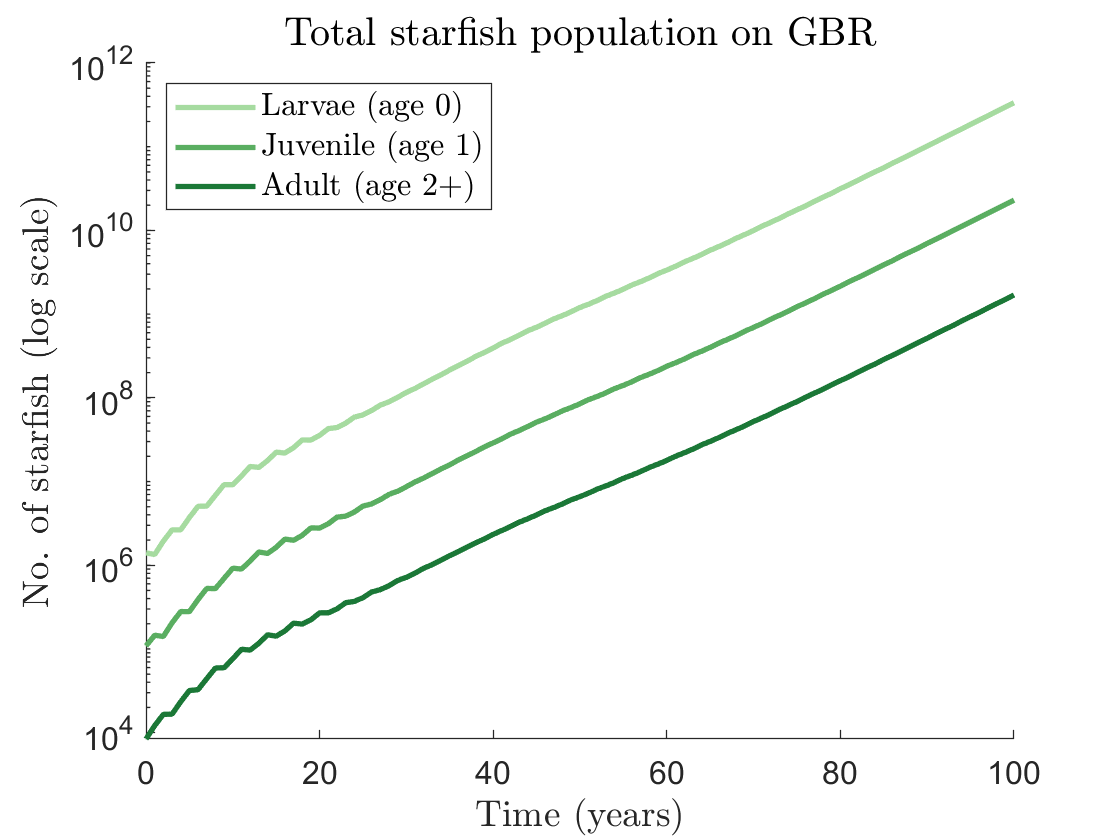 Total starfish population on GBR
10^12
10^10
10^8
10^6
10^4
No. of starfish (log scale)
Larvae (age 0)
Juvenile (age 1)
Adult (age 2+)
0 20 40 60 80 100
Time (years)